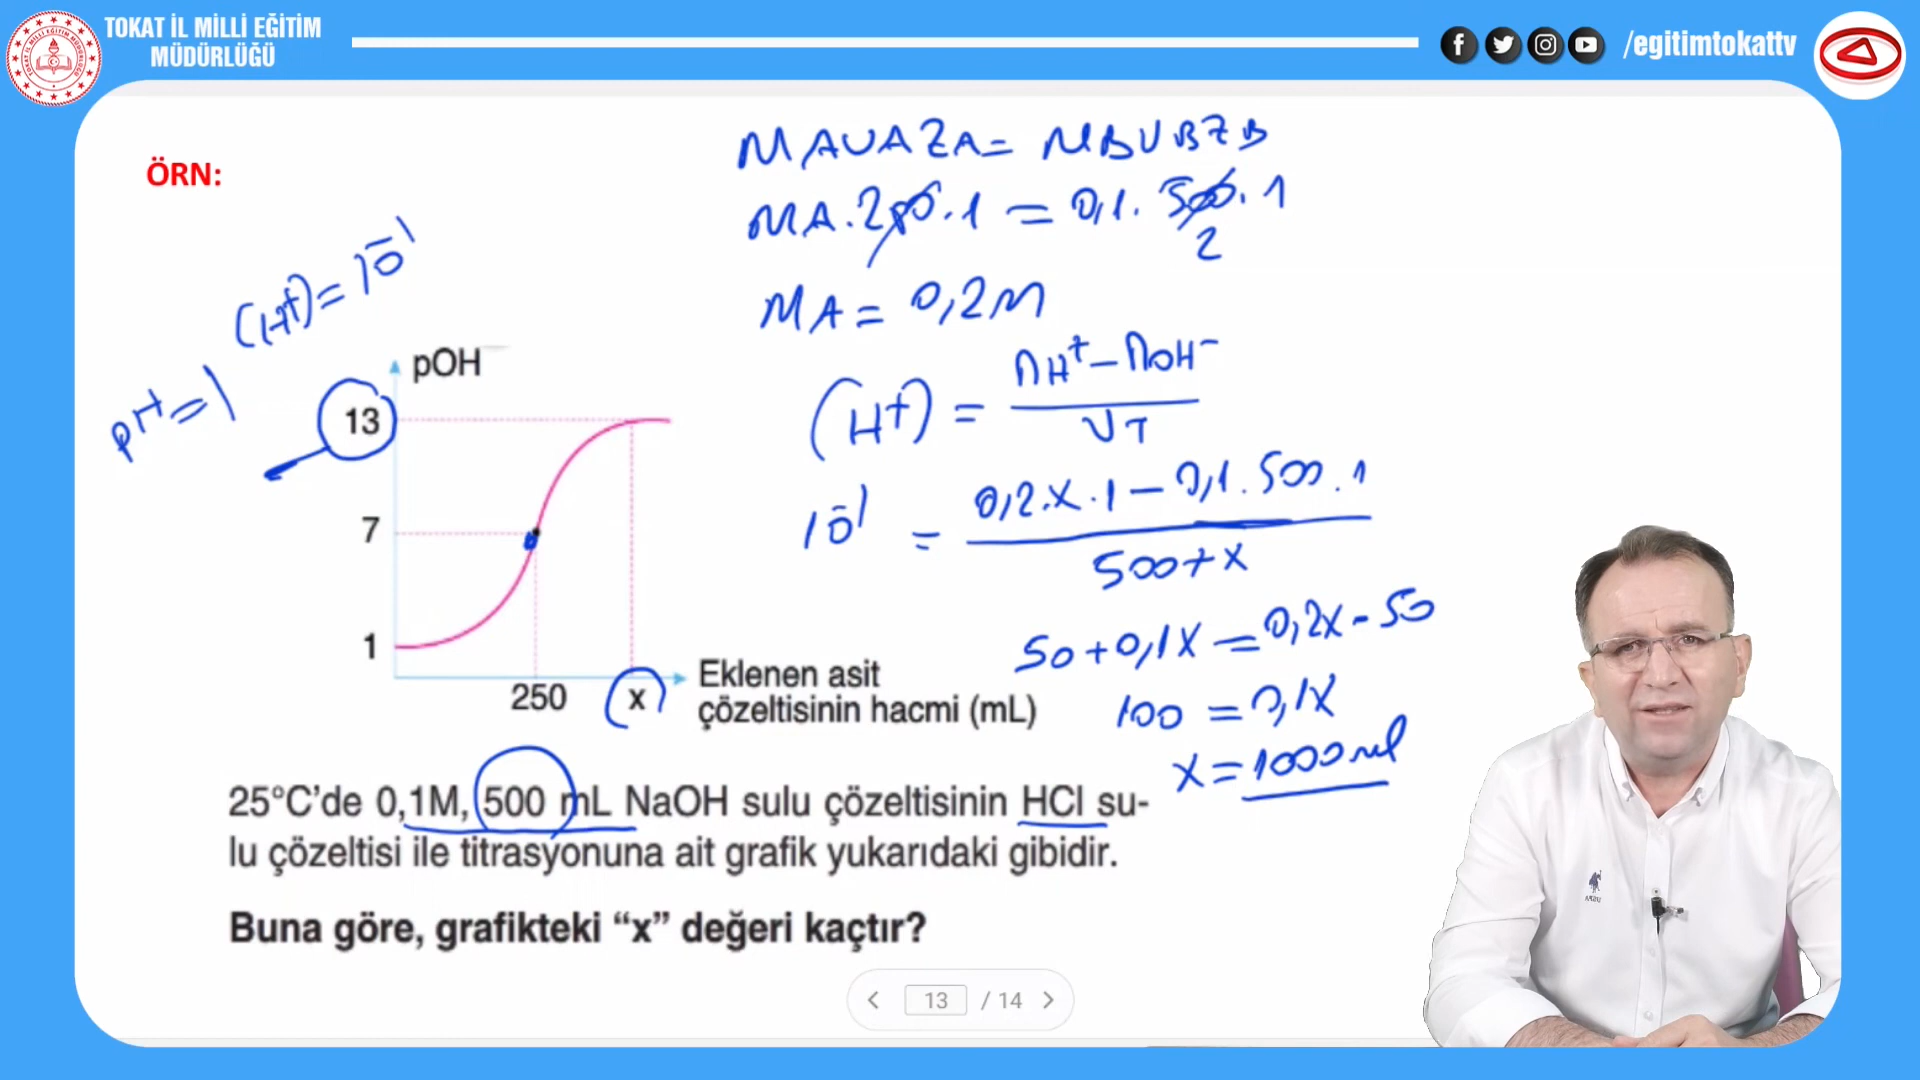 TOKAT İL MİLLİ EĞİTİM
MÜDÜRLÜĞÜ
/egitimtokattv
ÖRN:
MAVAZA = MBVBZB
MA.250.1 = 0,1.500.1
2
MA = 0,2M
(H+) = 10-1
PH = 1
(H+) = nH+ - nOH- / VT
10-1 = 0,2.x.1 - 0,1.500.1 / 500+x
50+0,1x = 0,2x-50
100 = 0,1x
x = 1000ml
pOH
13
7
1
250
x
Eklenen asit
çözeltisinin hacmi (mL)
25°C'de 0,1M, 500 mL NaOH sulu çözeltisinin HCl su-
lu çözeltisi ile titrasyonuna ait grafik yukarıdaki gibidir.
Buna göre, grafikteki “x” değeri kaçtır?
13 / 14